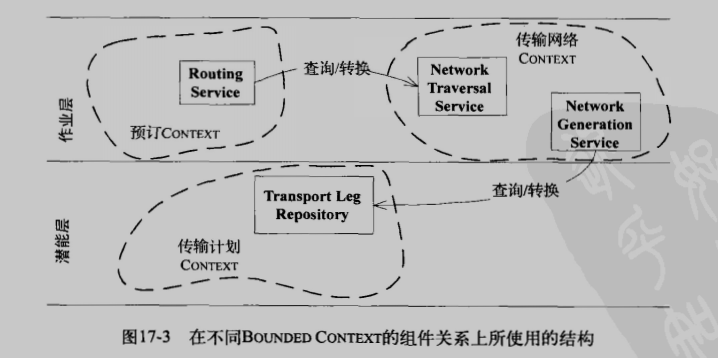 传输网络
CONTEXT
Routing
Service
查询/转换
Network
Traversal
Service
Network
Generation
Service
预订CONTEXT
作业层
Transport Leg
Repository
查询/转换
传输计划
CONTEXT
潜能层
图17-3 在不同BOUNDED CONTEXT的组件关系上所使用的结构